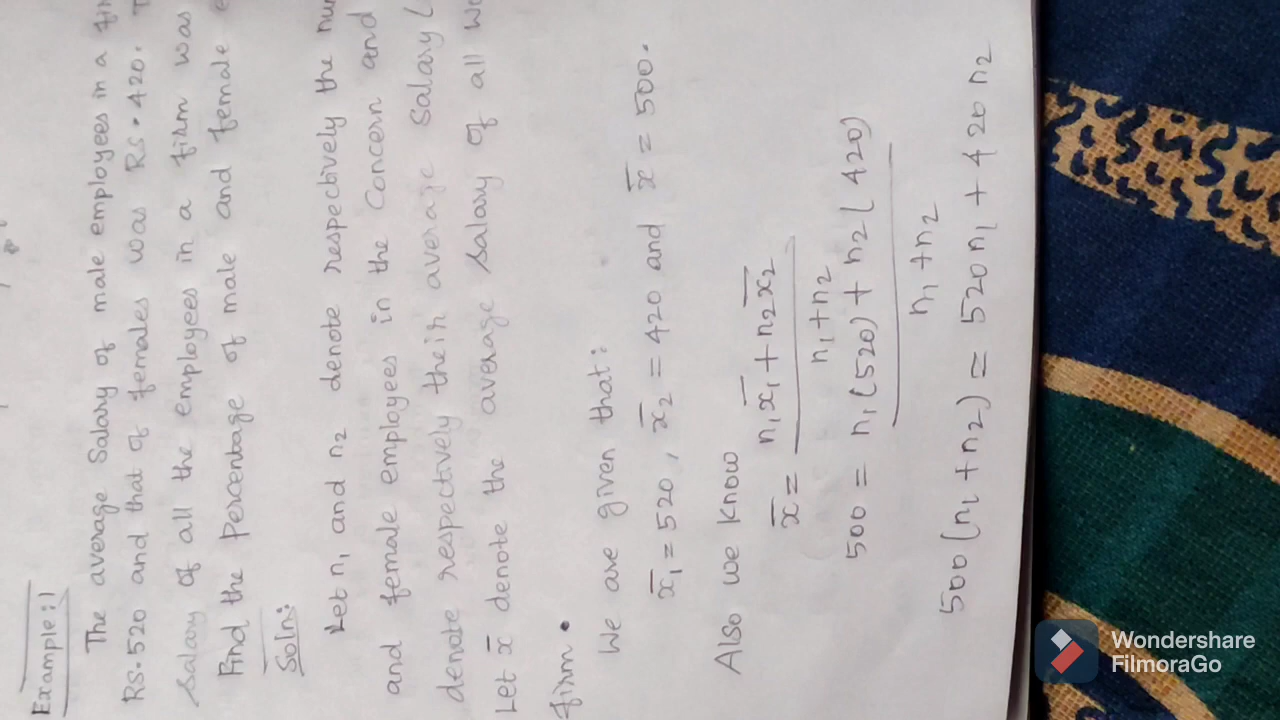 Example:1
The average salary of male employees in a
Rs.520 and that of females was Rs.420.
Salary of all the employees in a firm was
Find the Percentage of male and female
Soln:
Let n₁ and n₂ denote respectively the
and female employees in the Concern and
denote respectively their average salary (
Let x̄ denote the average salary of all
firm.
We are given that:
x̄₁ = 520, x̄₂ = 420 and x̄ = 500.
Also we know
x̄ = n₁x̄₁ + n₂x̄₂
n₁+n₂
500 = n₁(520) + n₂(420)
n₁+n₂
500(n₁+n₂) = 520n₁ + 420n₂
Wondershare
FilmoraGo